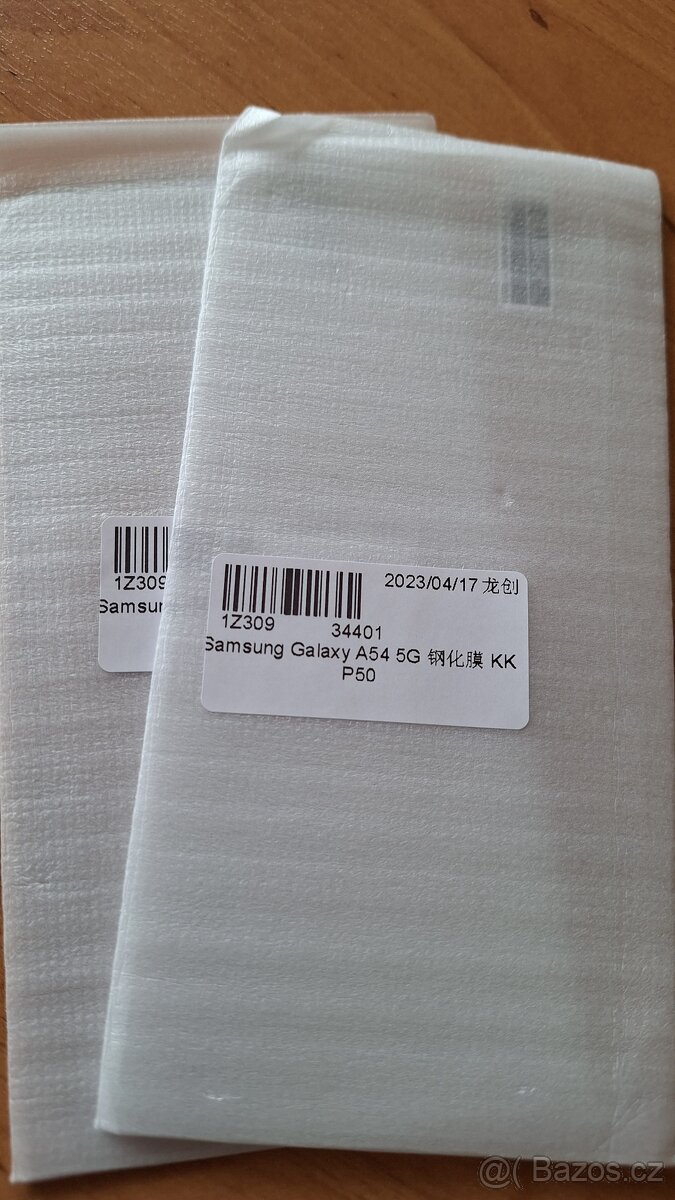 1Z309
Samsun
2023/04/17 龙创
1Z309 34401
Samsung Galaxy A54 5G 钢化膜 KK
P50
@( Bazos.cz